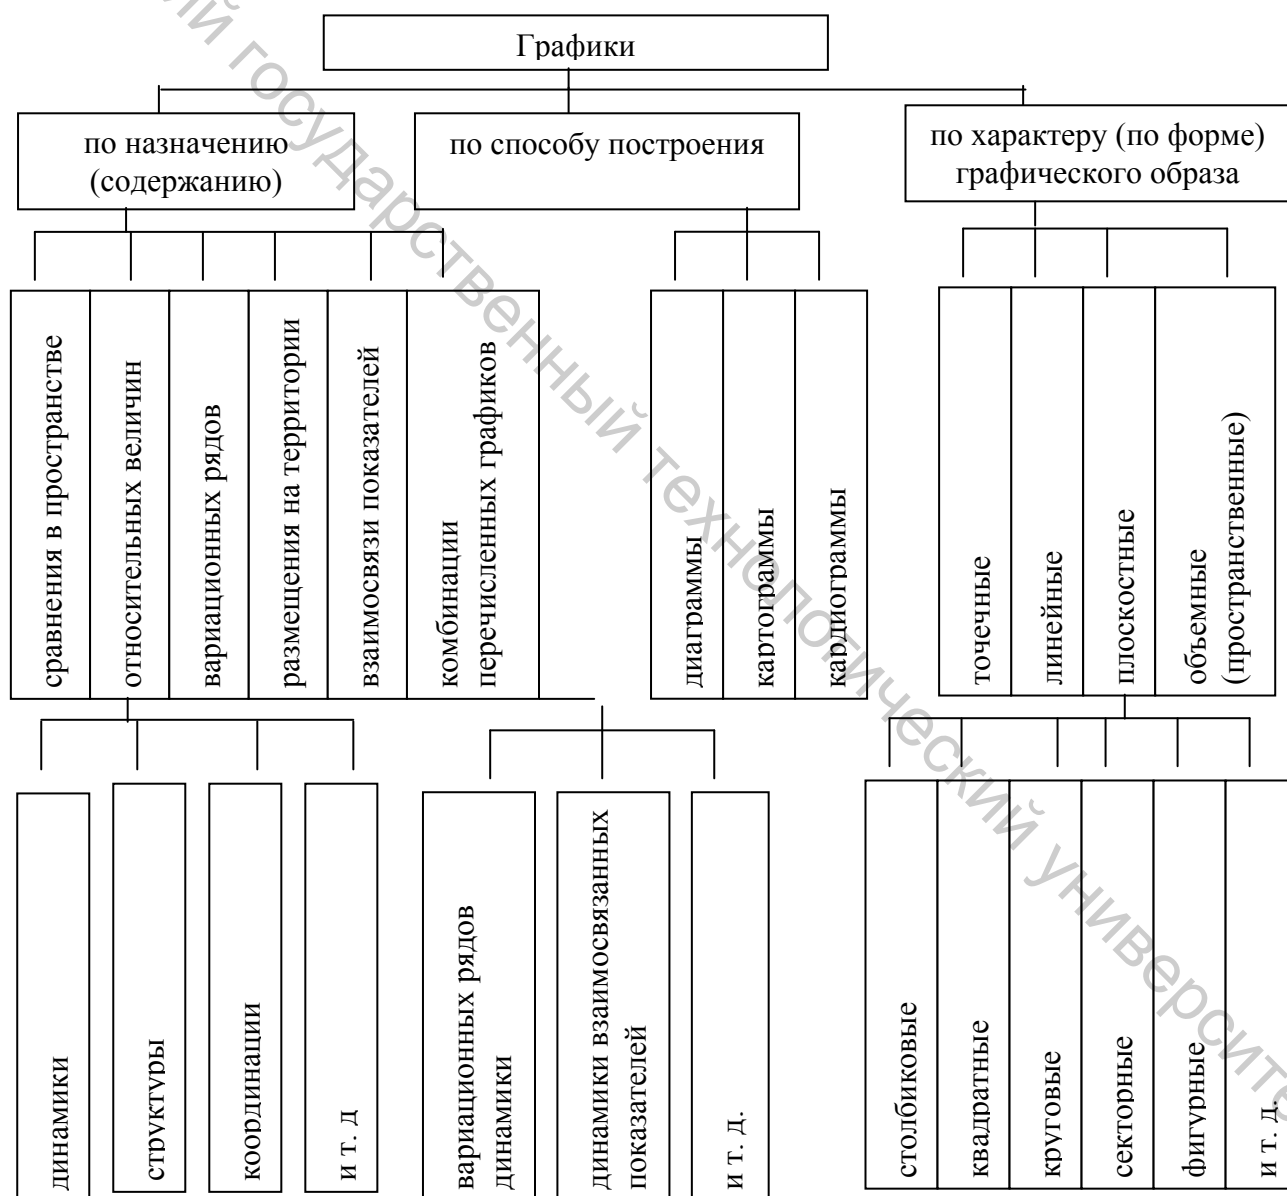 Графики
по назначению
(содержанию)
по способу построения
по характеру (по форме)
графического образа
сравнения в пространстве
относительных величин
вариационных рядов
размещения на территории
взаимосвязи показателей
комбинации
перечисленных графиков
диаграммы
картограммы
кардиограммы
точечные
линейные
плоскостные
объемные
(пространственные)
динамики
структуры
координации
и т. д
вариационных рядов
динамики
динамики взаимосвязанных
показателей
и т. д.
столбиковые
квадратные
круговые
секторные
фигурные
и т. д.
государственный технологический